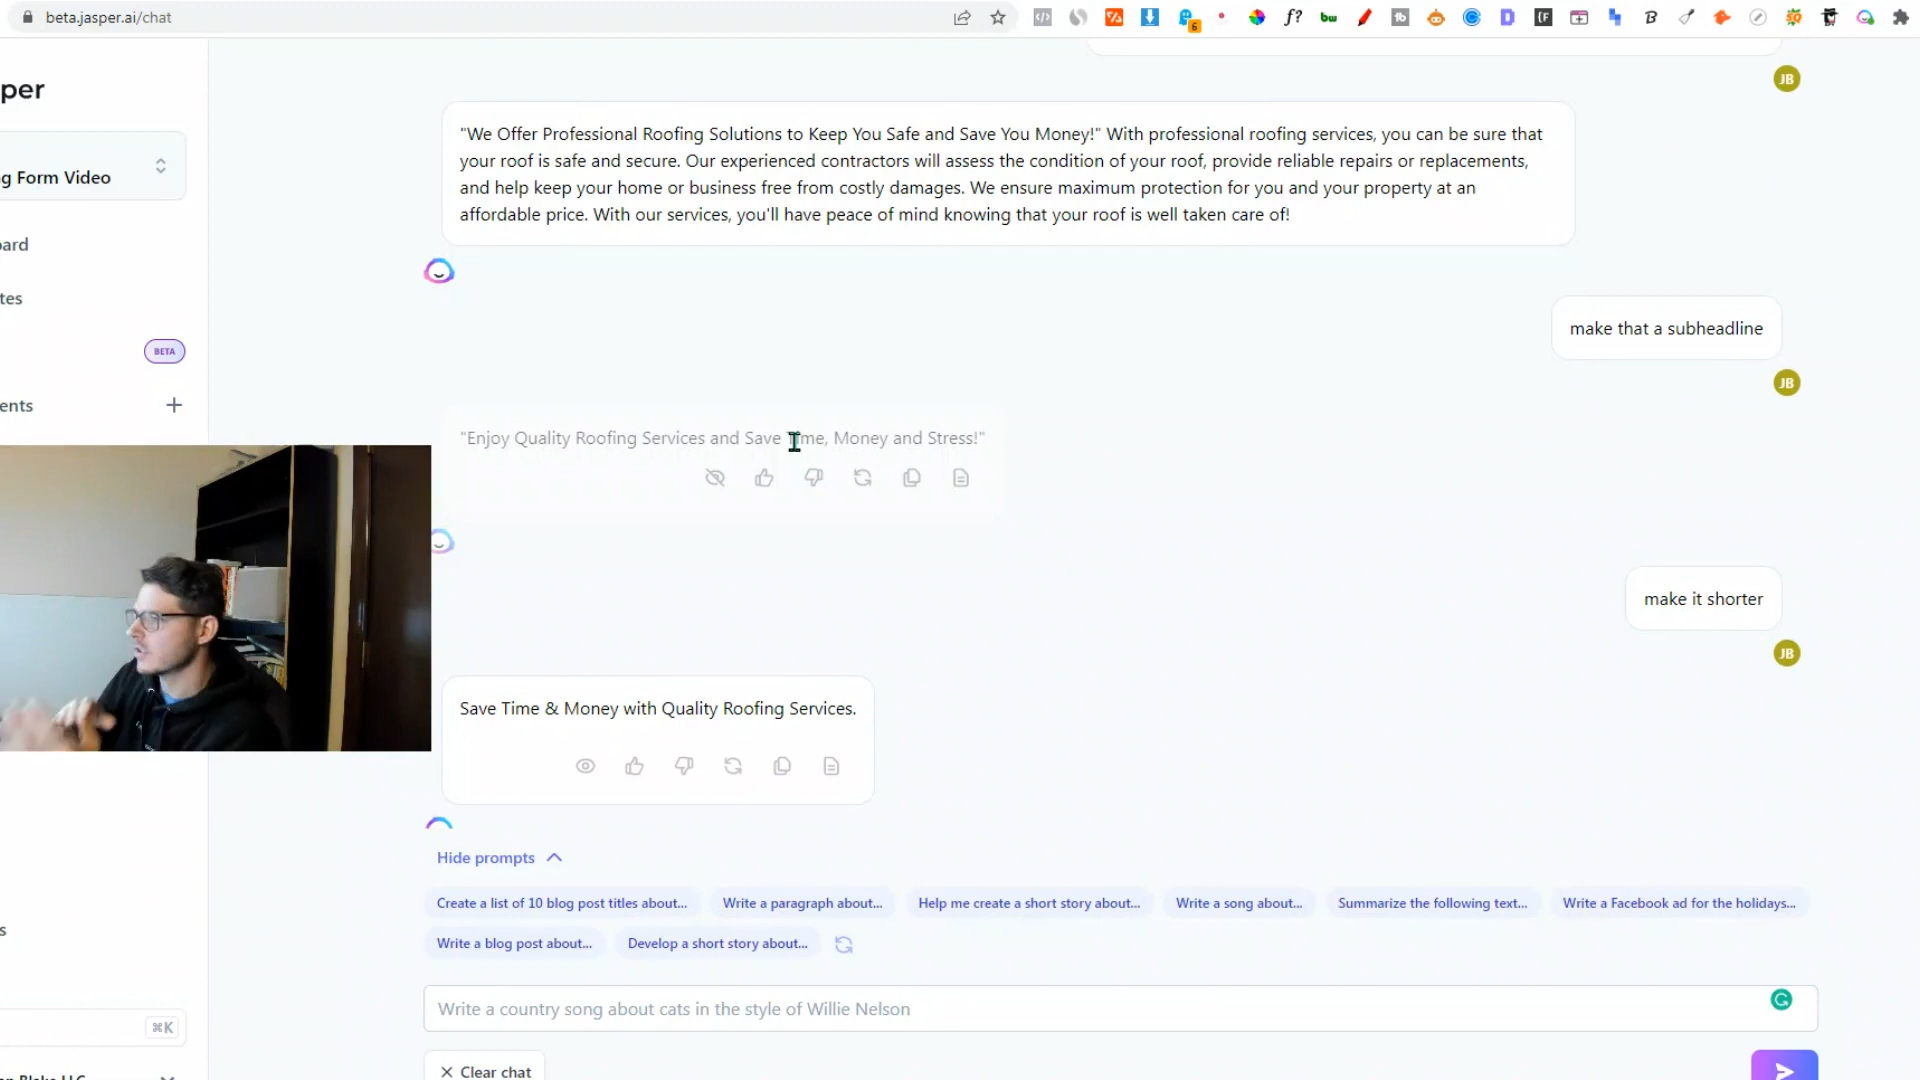 beta.jasper.ai/chat
6
f?
bw
B
per
JB
g Form Video
"We Offer Professional Roofing Solutions to Keep You Safe and Save You Money!" With professional roofing services, you can be sure that
your roof is safe and secure. Our experienced contractors will assess the condition of your roof, provide reliable repairs or replacements,
and help keep your home or business free from costly damages. We ensure maximum protection for you and your property at an
affordable price. With our services, you'll have peace of mind knowing that your roof is well taken care of!
ard
tes
make that a subheadline
BETA
JB
ents
"Enjoy Quality Roofing Services and Save Time, Money and Stress!"
make it shorter
JB
Save Time & Money with Quality Roofing Services.
Hide prompts
Create a list of 10 blog post titles about...
Write a paragraph about...
Help me create a short story about...
Write a song about...
Summarize the following text...
Write a Facebook ad for the holidays...
s
Write a blog post about...
Develop a short story about...
Write a country song about cats in the style of Willie Nelson
⌘K
Clear chat